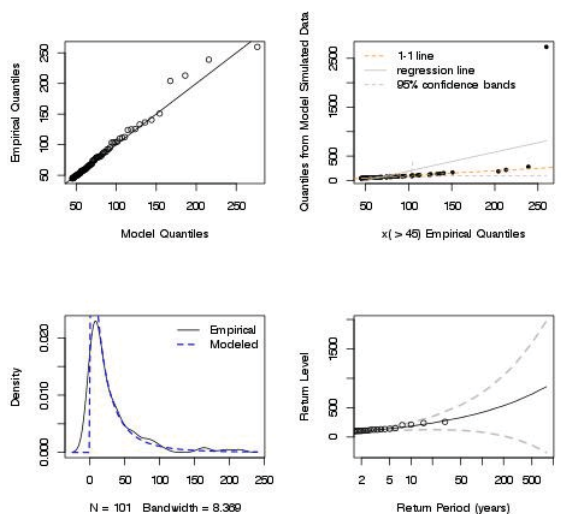 Empirical Quantiles
50 100 150 200 250
50 100 150 200 250
Model Quantiles
Quantiles from Model Simulated Data
0 500 1500 2500
1-1 line
regression line
95% confidence bands
50 100 150 200 250
x( > 45) Empirical Quantiles
Density
0.000 0.010 0.020
Empirical
Modeled
0 50 100 150 200 250
N = 101 Bandwidth = 8.369
Return Level
0 500 1500
2 5 10 50 200 500
Return Period (years)